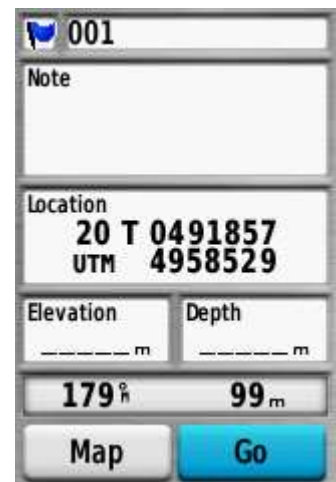 001
Note
Location
20 T 0491857
UTM 4958529
Elevation Depth
_____m _____m
179° 99m
Map Go